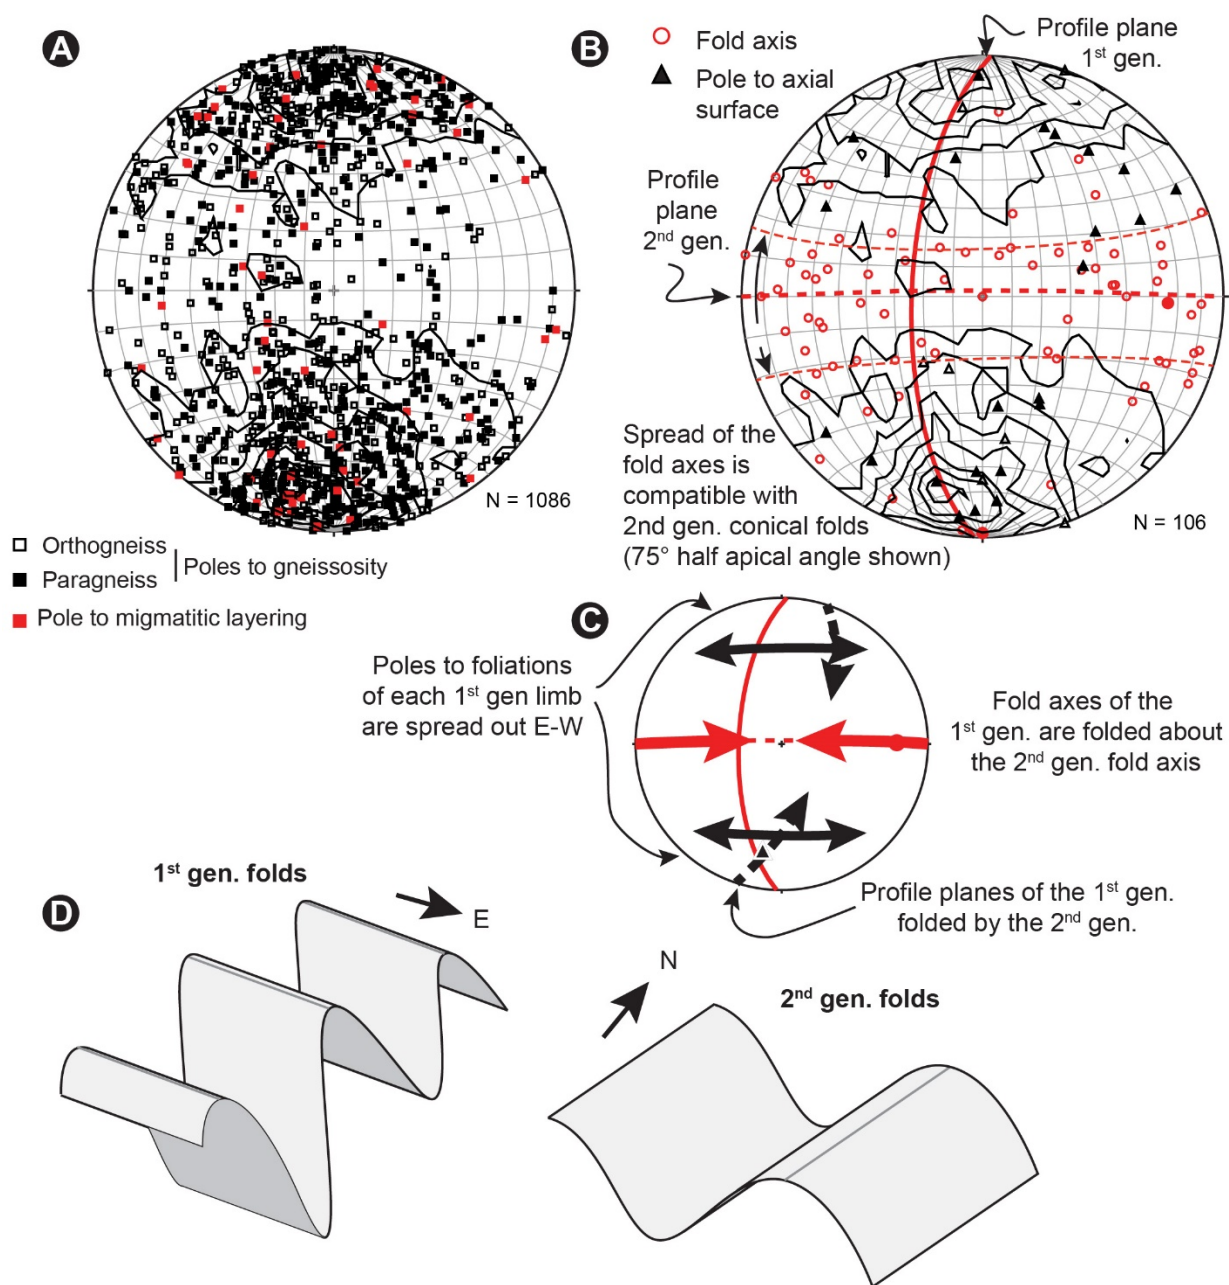 A
N = 1086
Orthogneiss
Paragneiss
Poles to gneissosity
Pole to migmatitic layering
B
Fold axis
Pole to axial
surface
Profile plane
1st gen.
Profile
plane
2nd gen.
Spread of the
fold axes is
compatible with
2nd gen. conical folds
(75° half apical angle shown)
N = 106
C
Poles to foliations
of each 1st gen limb
are spread out E-W
Fold axes of the
1st gen. are folded about
the 2nd gen. fold axis
Profile planes of the 1st gen.
folded by the 2nd gen.
D
1st gen. folds
E
N
2nd gen. folds